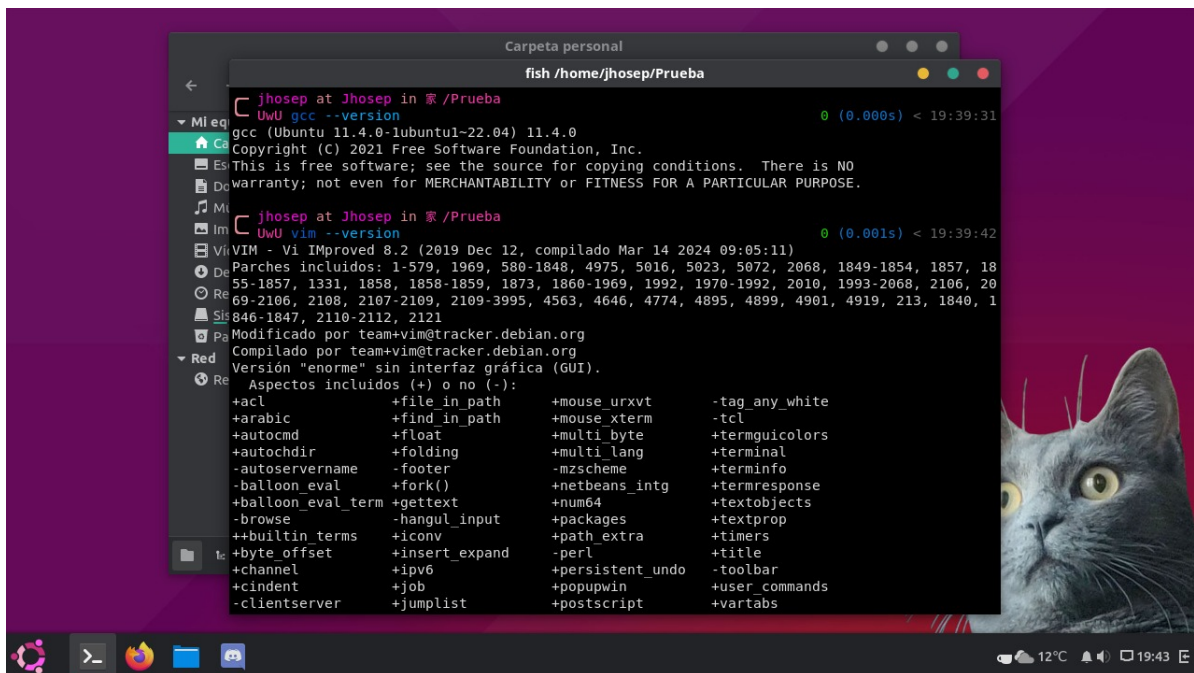 Carpeta personal
fish /home/jhosep/Prueba
Mi eq
Ca
Es
Do
Mú
Im
Ví
De
Re
Sis
Pa
Red
Re
jhosep at Jhosep in 家 /Prueba
UwU gcc --version 0 (0.000s) < 19:39:31
gcc (Ubuntu 11.4.0-1ubuntu1~22.04) 11.4.0
Copyright (C) 2021 Free Software Foundation, Inc.
This is free software; see the source for copying conditions.  There is NO
warranty; not even for MERCHANTABILITY or FITNESS FOR A PARTICULAR PURPOSE.
jhosep at Jhosep in 家 /Prueba
UwU vim --version 0 (0.001s) < 19:39:42
VIM - Vi IMproved 8.2 (2019 Dec 12, compilado Mar 14 2024 09:05:11)
Parches incluidos: 1-579, 1969, 580-1848, 4975, 5016, 5023, 5072, 2068, 1849-1854, 1857, 18
55-1857, 1331, 1858, 1858-1859, 1873, 1860-1969, 1992, 1970-1992, 2010, 1993-2068, 2106, 20
69-2106, 2108, 2107-2109, 2109-3995, 4563, 4646, 4774, 4895, 4899, 4901, 4919, 213, 1840, 1
846-1847, 2110-2112, 2121
Modificado por team+vim@tracker.debian.org
Compilado por team+vim@tracker.debian.org
Versión "enorme" sin interfaz gráfica (GUI).
Aspectos incluidos (+) o no (-):
+acl +file_in_path +mouse_urxvt -tag_any_white
+arabic +find_in_path +mouse_xterm -tcl
+autocmd +float +multi_byte +termguicolors
+autochdir +folding +multi_lang +terminal
-autoservername -footer -mzscheme +terminfo
-balloon_eval +fork() +netbeans_intg +termresponse
+balloon_eval_term +gettext +num64 +textobjects
-browse -hangul_input +packages +textprop
++builtin_terms +iconv +path_extra +timers
+byte_offset +insert_expand -perl +title
+channel +ipv6 +persistent_undo -toolbar
+cindent +job +popupwin +user_commands
-clientserver +jumplist +postscript +vartabs
12°C 19:43